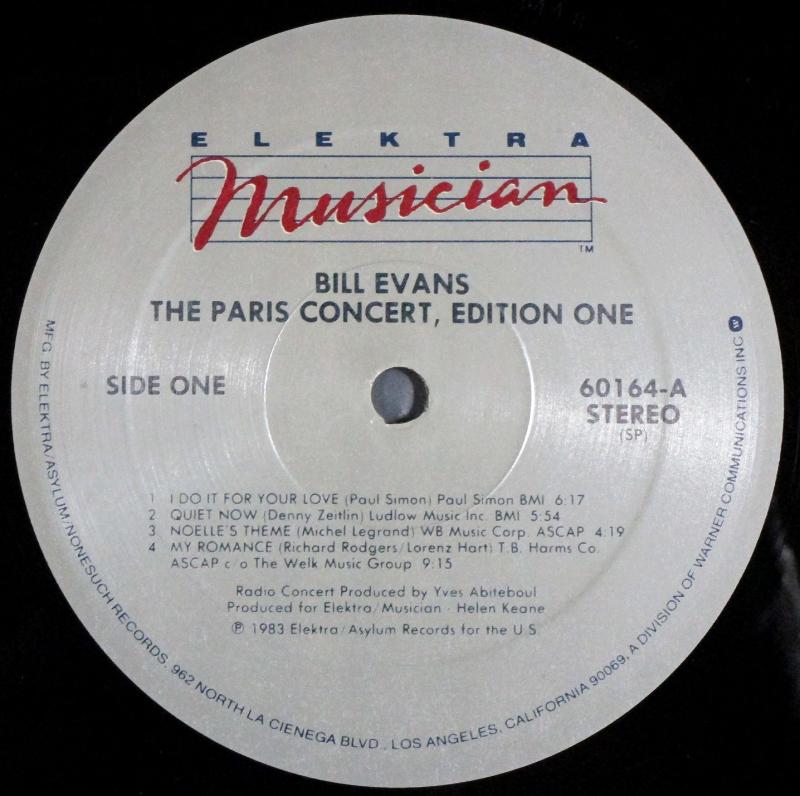 ELEKTRA
Musician
TM
BILL EVANS
THE PARIS CONCERT, EDITION ONE
SIDE ONE
60164-A
STEREO
(SP)
1 I DO IT FOR YOUR LOVE (Paul Simon) Paul Simon BMI 6:17
2 QUIET NOW (Denny Zeitlin) Ludlow Music Inc. BMI 5:54
3 NOELLE'S THEME (Michel Legrand) WB Music Corp. ASCAP 4:19
4 MY ROMANCE (Richard Rodgers/Lorenz Hart) T.B. Harms Co.
ASCAP c/o The Welk Music Group 9:15
Radio Concert Produced by Yves Abiteboul
Produced for Elektra/Musician · Helen Keane
℗ 1983 Elektra/Asylum Records for the U.S.
MFG. BY ELEKTRA/ASYLUM/NONESUCH RECORDS, 962 NORTH LA CIENEGA BLVD., LOS ANGELES, CALIFORNIA 90069, A DIVISION OF WARNER COMMUNICATIONS INC. W